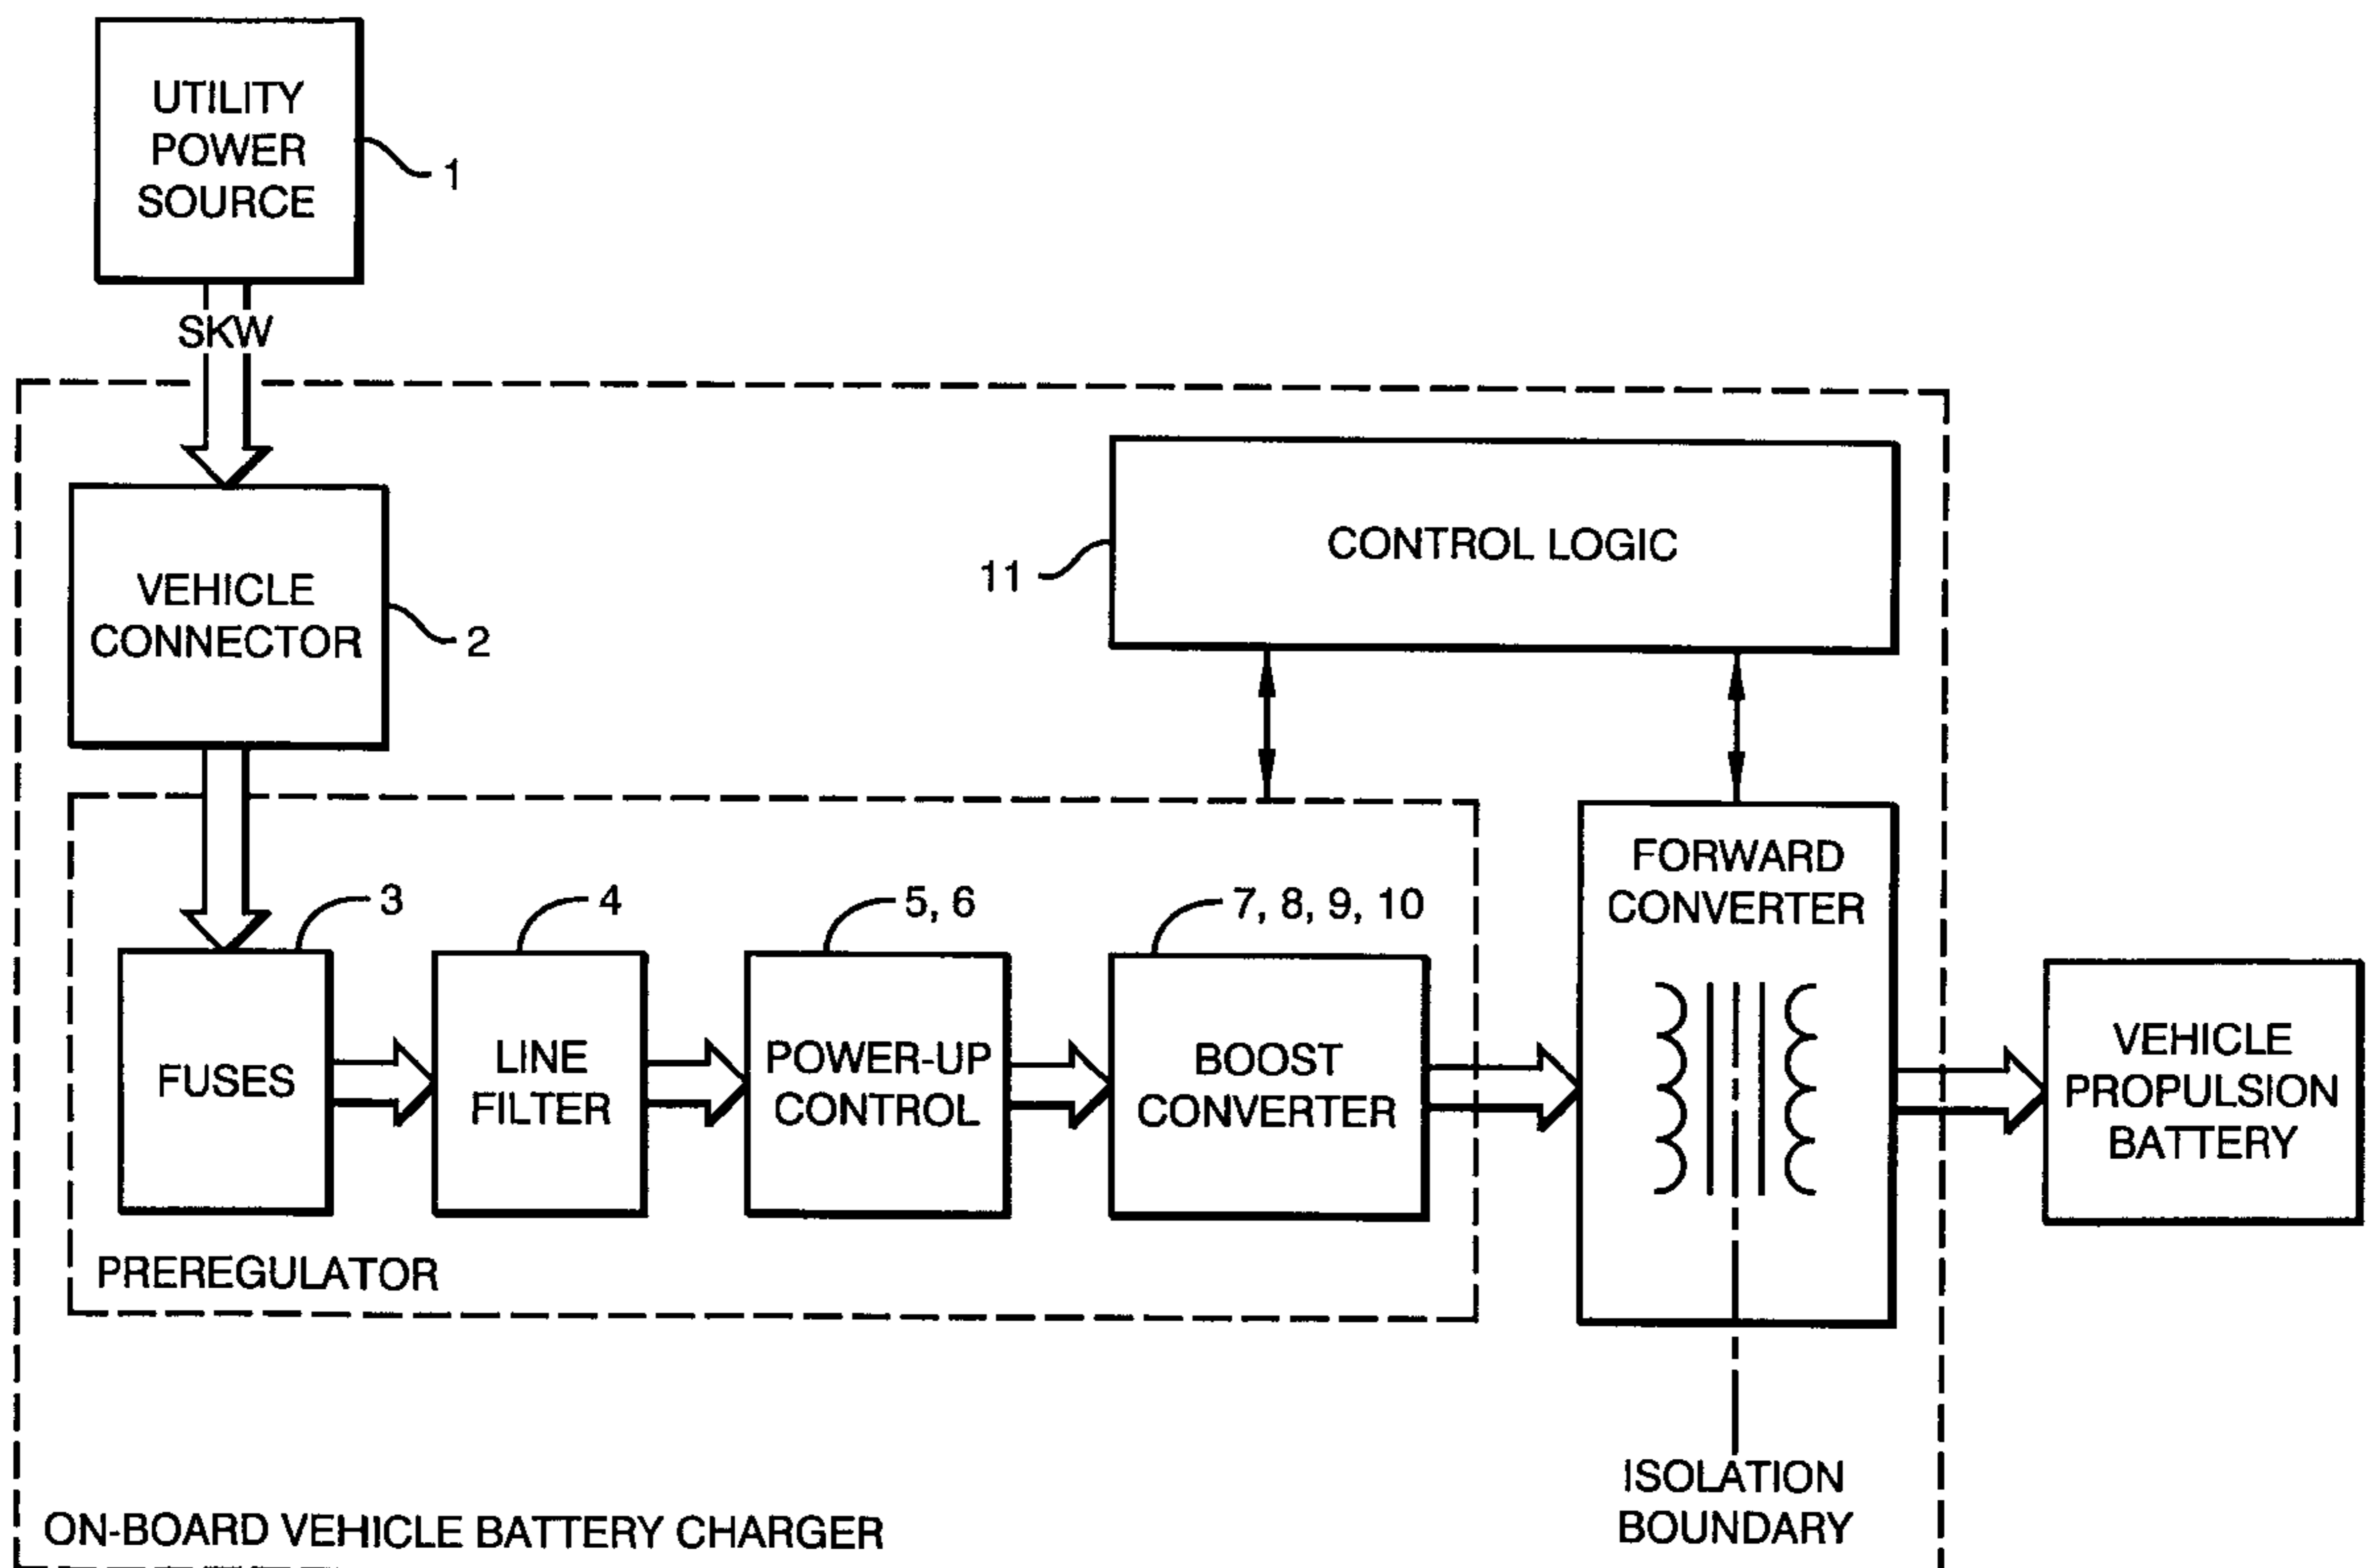 UTILITY
POWER
SOURCE
1
SKW
VEHICLE
CONNECTOR
2
CONTROL LOGIC
11
3
4
5, 6
7, 8, 9, 10
FUSES
LINE
FILTER
POWER-UP
CONTROL
BOOST
CONVERTER
FORWARD
CONVERTER
VEHICLE
PROPULSION
BATTERY
PREREGULATOR
ISOLATION
BOUNDARY
ON-BOARD VEHICLE BATTERY CHARGER